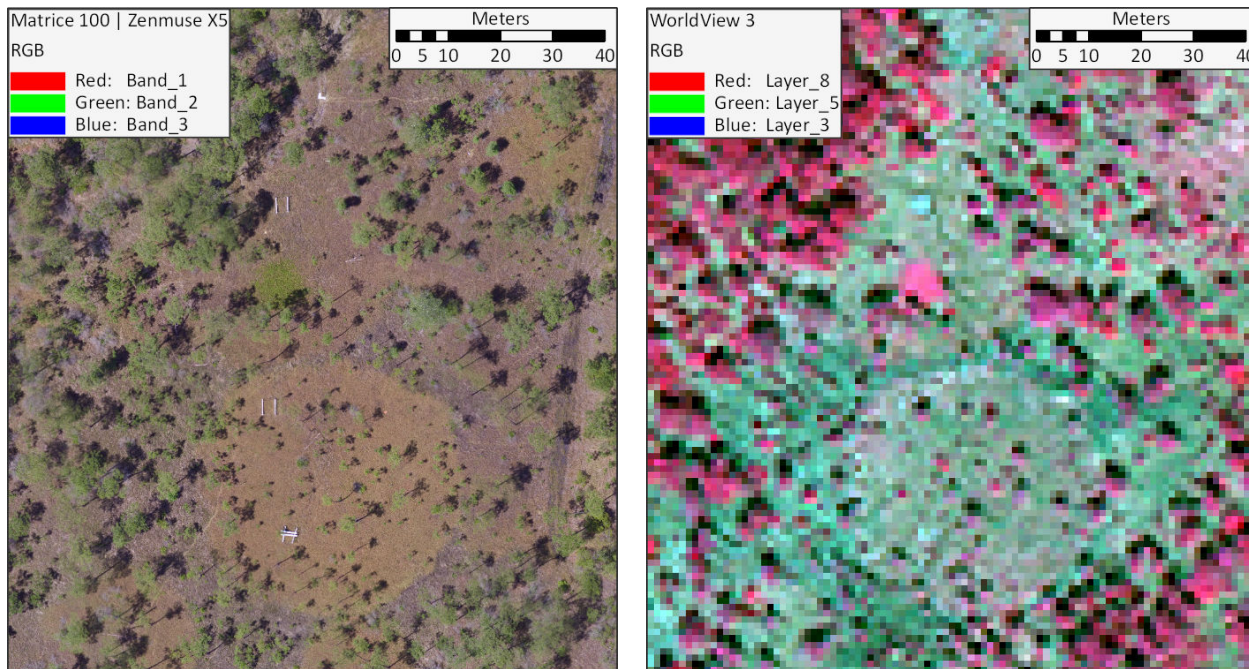 Matrice 100 | Zenmuse X5
RGB
Red: Band_1
Green: Band_2
Blue: Band_3
Meters
0 5 10 20 30 40
WorldView 3
RGB
Red: Layer_8
Green: Layer_5
Blue: Layer_3
Meters
0 5 10 20 30 40